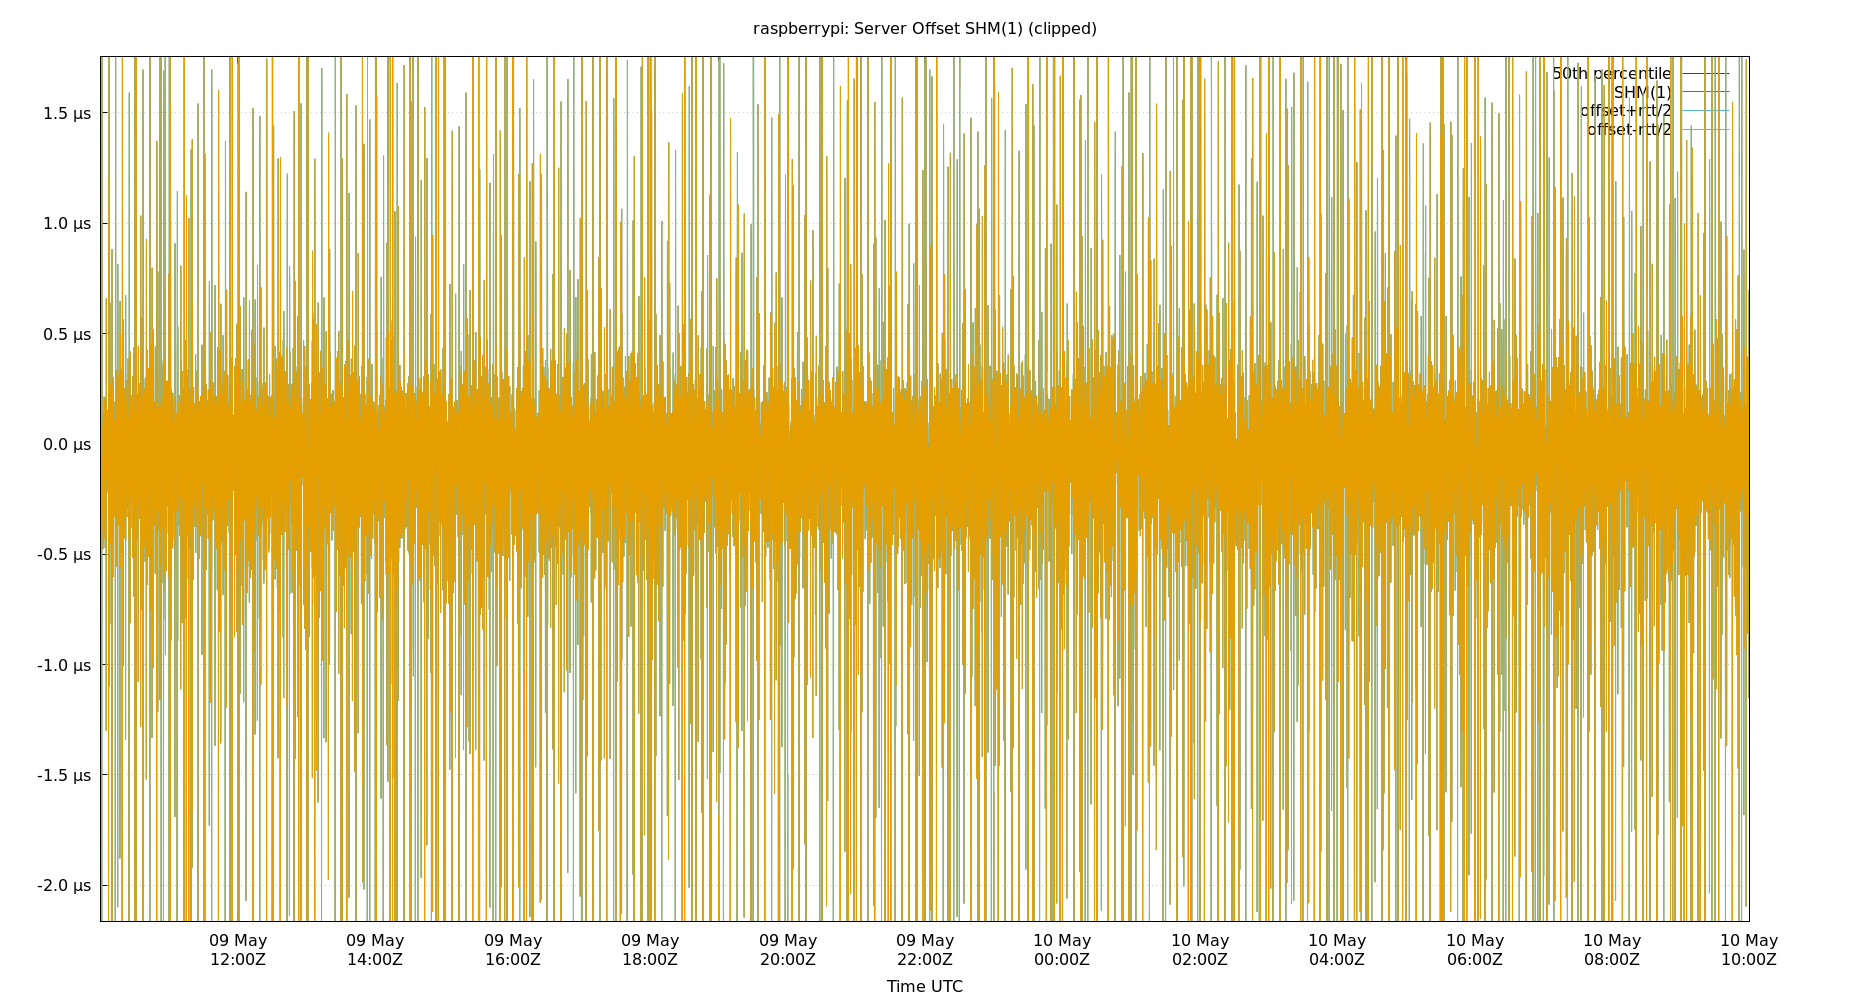 raspberrypi: Server Offset SHM(1) (clipped)
50th percentile
SHM(1)
offset+rtt/2
offset-rtt/2
1.5 µs
1.0 µs
0.5 µs
0.0 µs
-0.5 µs
-1.0 µs
-1.5 µs
-2.0 µs
09 May 09 May 09 May 09 May 09 May 09 May 10 May 10 May 10 May 10 May 10 May 10 May
12:00Z 14:00Z 16:00Z 18:00Z 20:00Z 22:00Z 00:00Z 02:00Z 04:00Z 06:00Z 08:00Z 10:00Z
Time UTC